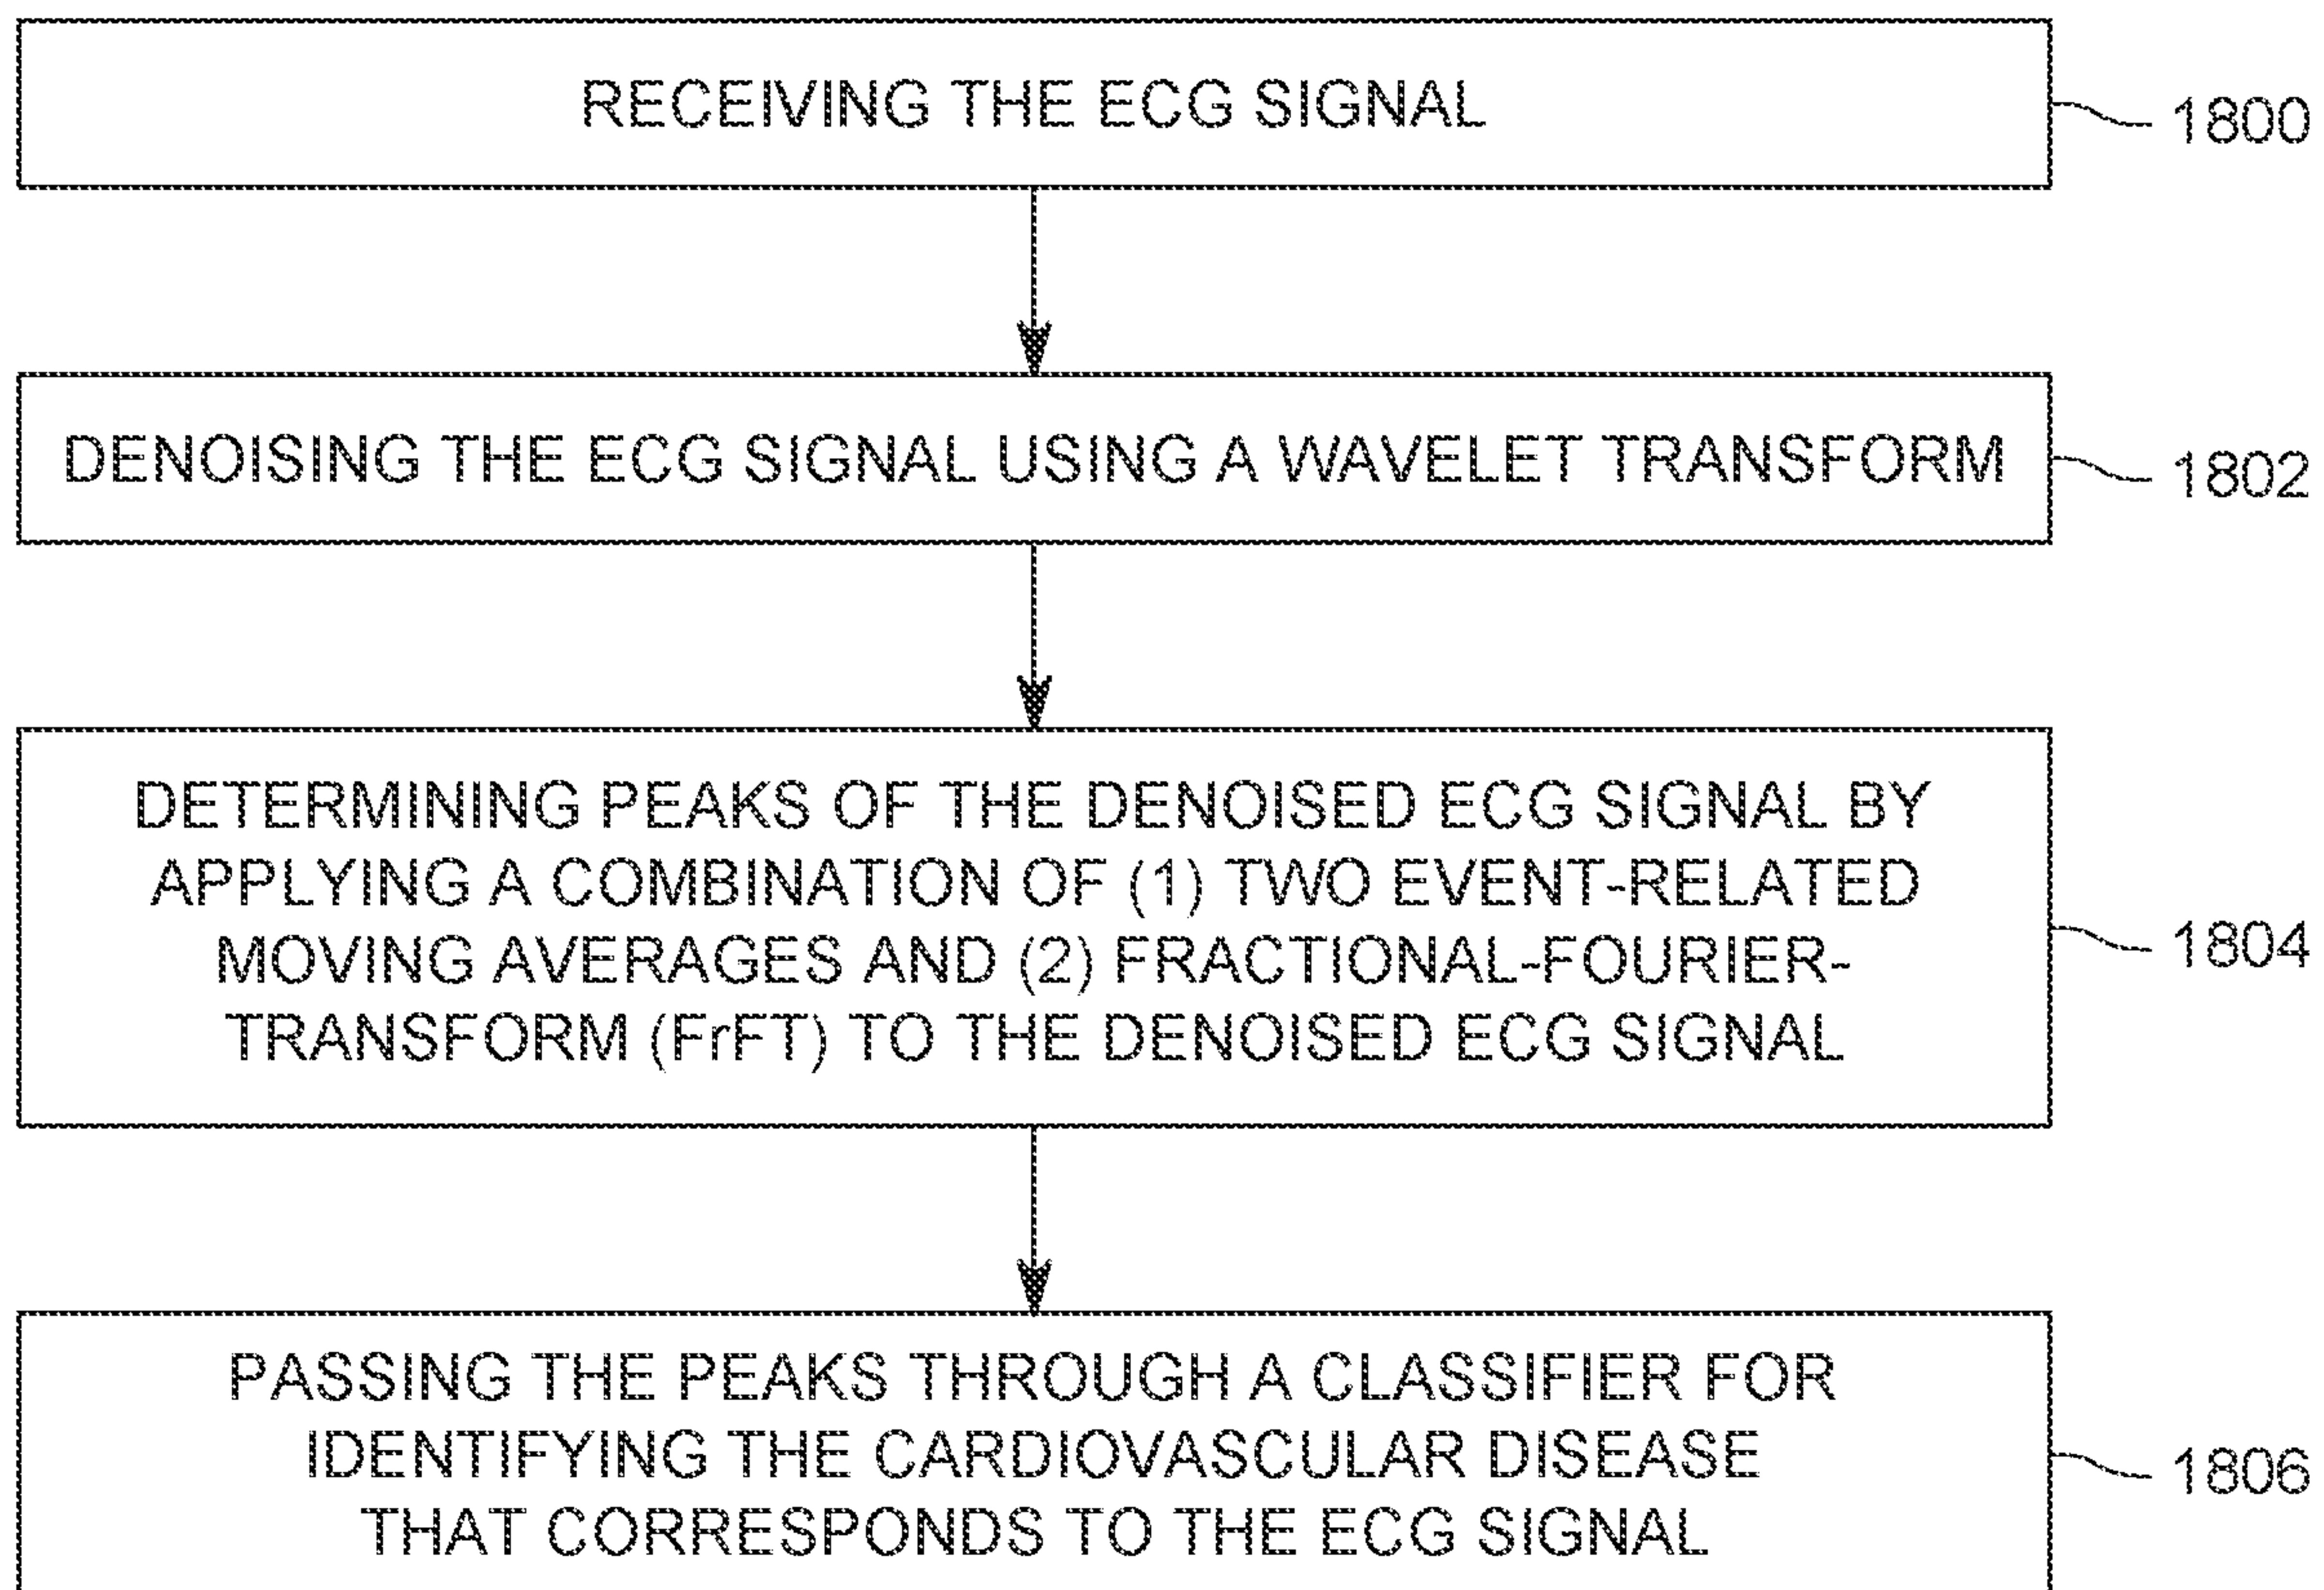 RECEIVING THE ECG SIGNAL
1800
DENOISING THE ECG SIGNAL USING A WAVELET TRANSFORM
1802
DETERMINING PEAKS OF THE DENOISED ECG SIGNAL BY
APPLYING A COMBINATION OF (1) TWO EVENT-RELATED
MOVING AVERAGES AND (2) FRACTIONAL-FOURIER-
TRANSFORM (FrFT) TO THE DENOISED ECG SIGNAL
1804
PASSING THE PEAKS THROUGH A CLASSIFIER FOR
IDENTIFYING THE CARDIOVASCULAR DISEASE
THAT CORRESPONDS TO THE ECG SIGNAL
1806